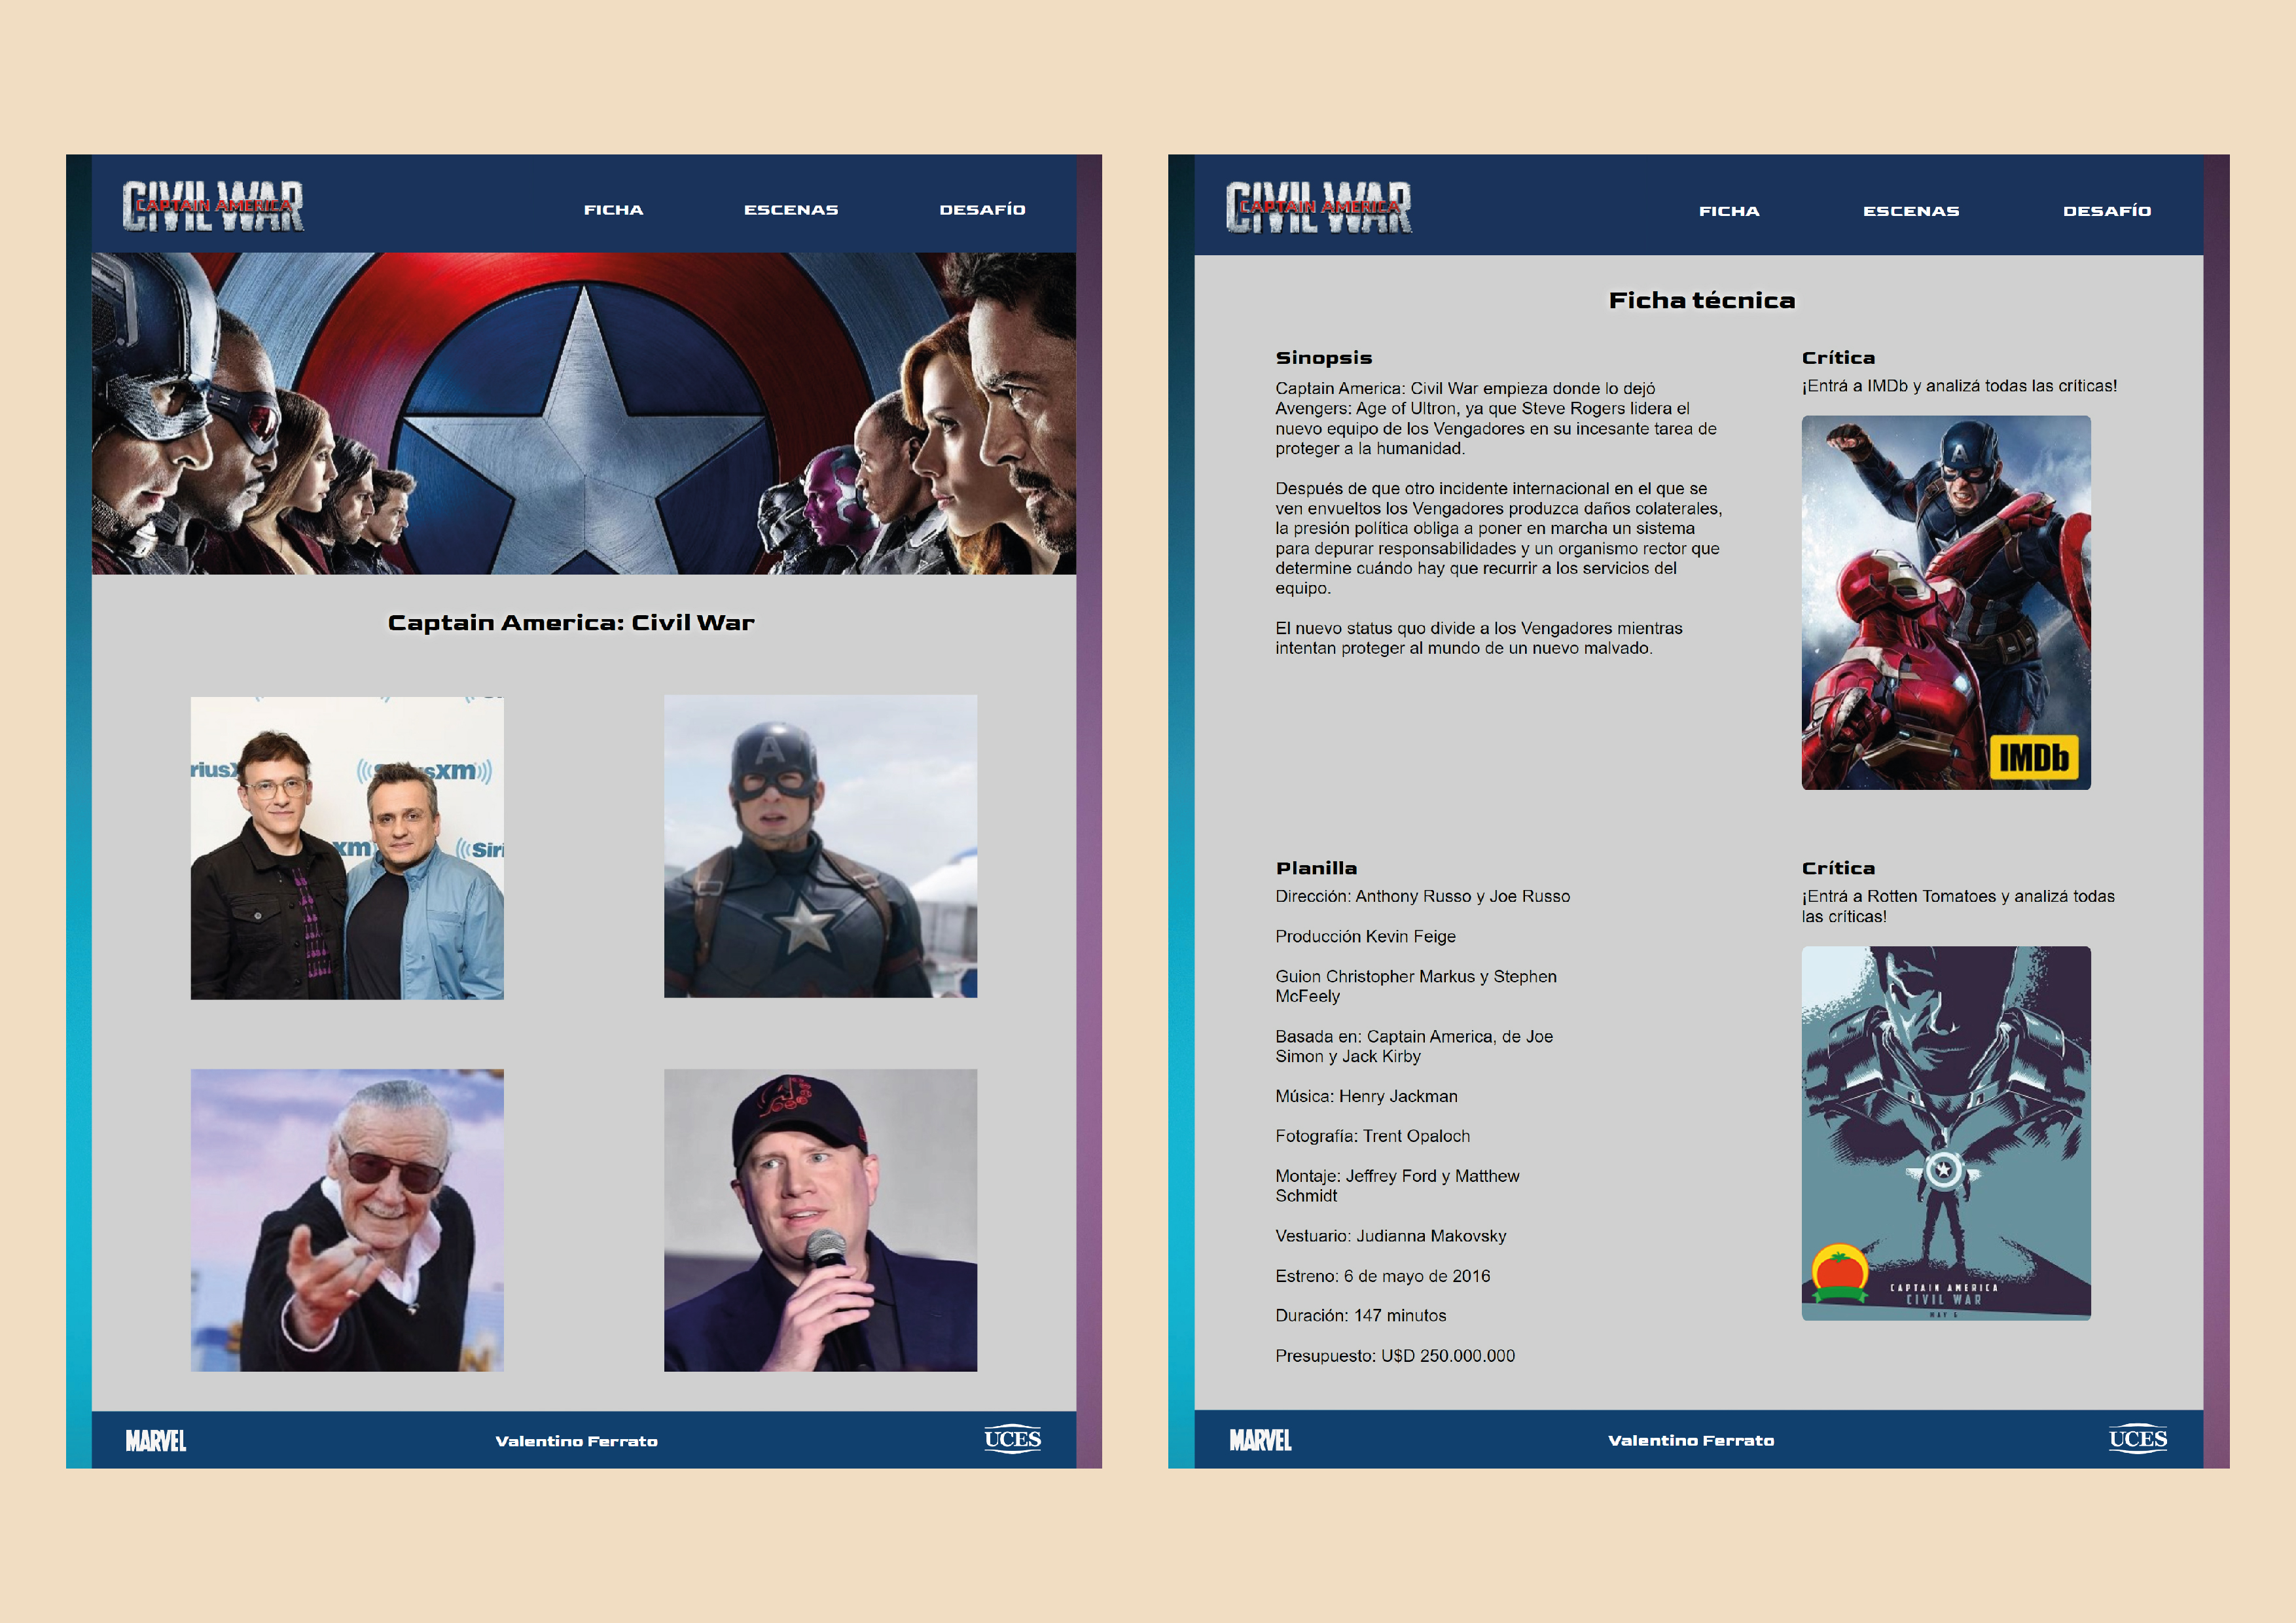 CIVIL WAR
CAPTAIN AMERICA
FICHA
ESCENAS
DESAFÍO
Captain America: Civil War
xm
MARVEL
Valentino Ferrato
UCES
CIVIL WAR
CAPTAIN AMERICA
FICHA
ESCENAS
DESAFÍO
Ficha técnica
Sinopsis
Captain America: Civil War empieza donde lo dejó
Avengers: Age of Ultron, ya que Steve Rogers lidera el
nuevo equipo de los Vengadores en su incesante tarea de
proteger a la humanidad.
Después de que otro incidente internacional en el que se
ven envueltos los Vengadores produzca daños colaterales,
la presión política obliga a poner en marcha un sistema
para depurar responsabilidades y un organismo rector que
determine cuándo hay que recurrir a los servicios del
equipo.
El nuevo status quo divide a los Vengadores mientras
intentan proteger al mundo de un nuevo malvado.
Crítica
¡Entrá a IMDb y analizá todas las críticas!
A
IMDb
Planilla
Dirección: Anthony Russo y Joe Russo
Producción Kevin Feige
Guion Christopher Markus y Stephen
McFeely
Basada en: Captain America, de Joe
Simon y Jack Kirby
Música: Henry Jackman
Fotografía: Trent Opaloch
Montaje: Jeffrey Ford y Matthew
Schmidt
Vestuario: Judianna Makovsky
Estreno: 6 de mayo de 2016
Duración: 147 minutos
Presupuesto: U$D 250.000.000
Crítica
¡Entrá a Rotten Tomatoes y analizá todas
las críticas!
CAPTAIN AMERICA
CIVIL WAR
MAY 6
MARVEL
Valentino Ferrato
UCES